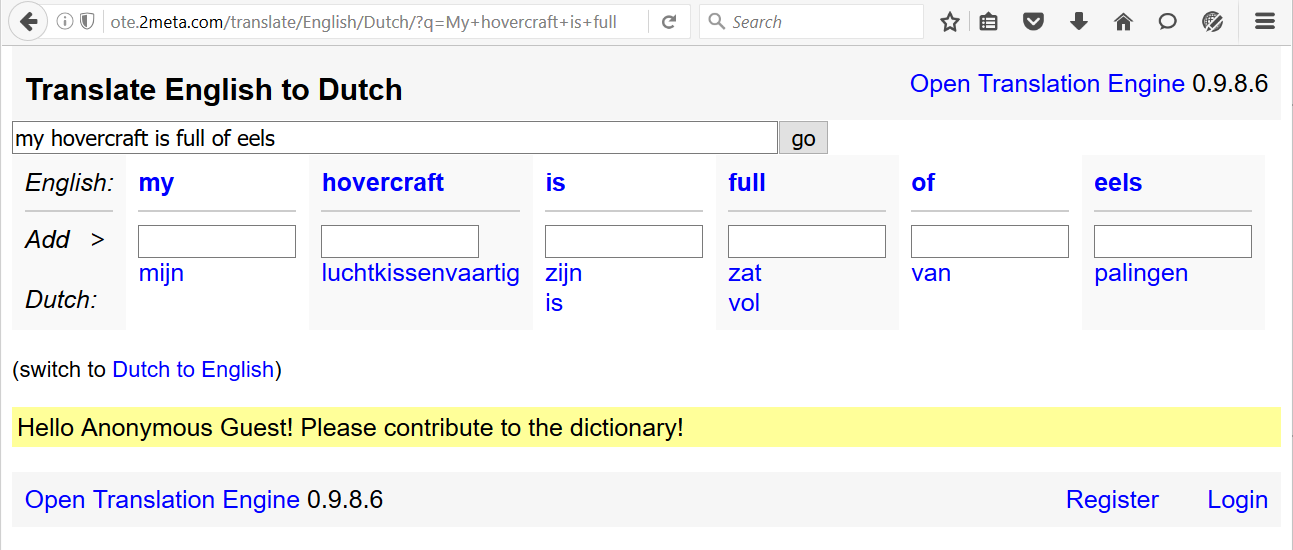 ote.2meta.com/translate/English/Dutch/?q=My+hovercraft+is+full
Search
Translate English to Dutch
Open Translation Engine 0.9.8.6
my hovercraft is full of eels
go
English: my hovercraft is full of eels
Add >
mijn luchtkissenvaartig zijn zat van palingen
Dutch: is vol
(switch to Dutch to English)
Hello Anonymous Guest! Please contribute to the dictionary!
Open Translation Engine 0.9.8.6
Register Login